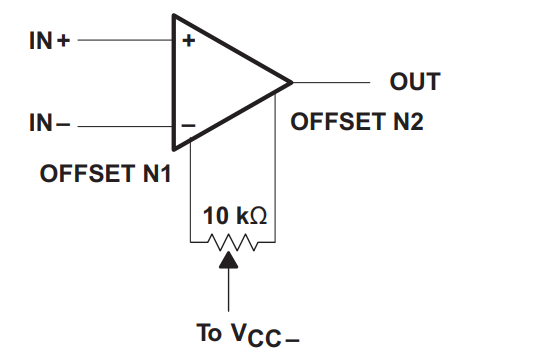 IN +
+
OUT
IN –
–
OFFSET N2
OFFSET N1
10 kΩ
To VCC –